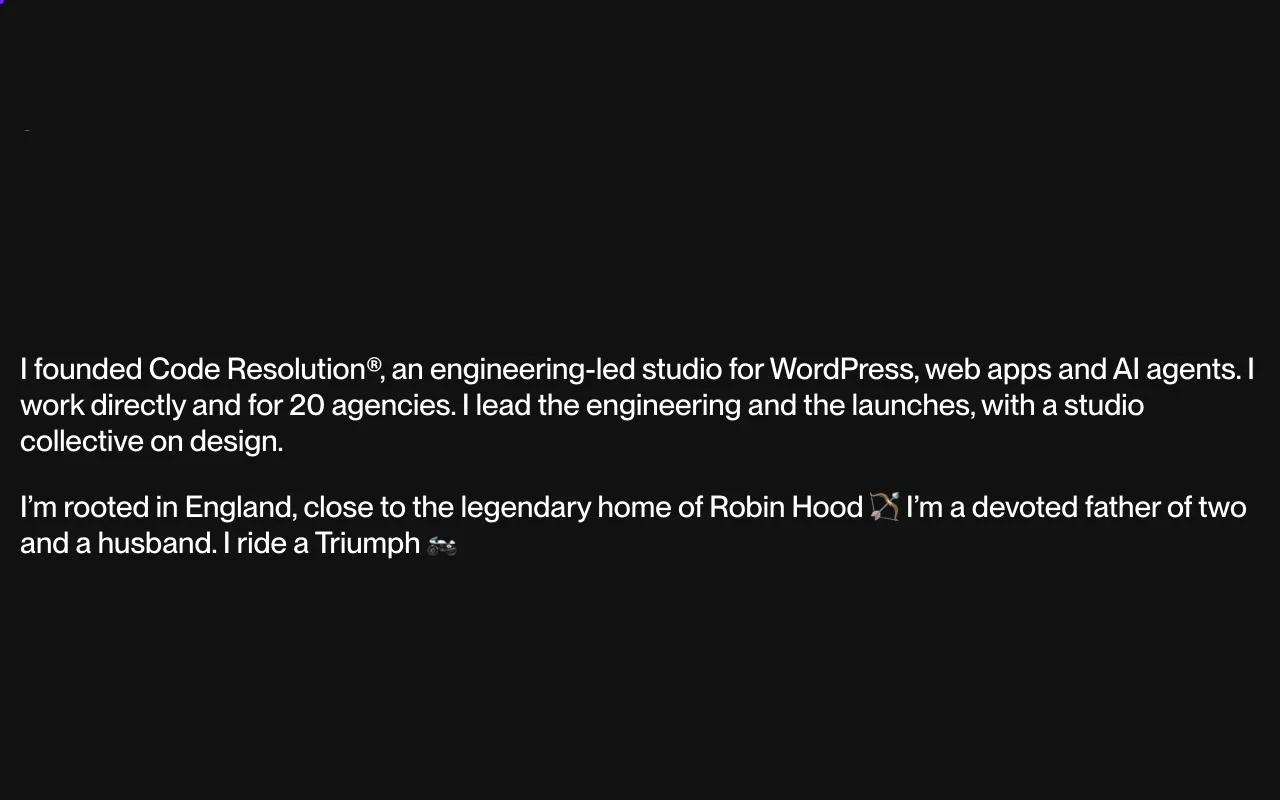 I founded Code Resolution®, an engineering-led studio for WordPress, web apps and AI agents. I
work directly and for 20 agencies. I lead the engineering and the launches, with a studio
collective on design.
I’m rooted in England, close to the legendary home of Robin Hood 🏹 I’m a devoted father of two
and a husband. I ride a Triumph 🏍️